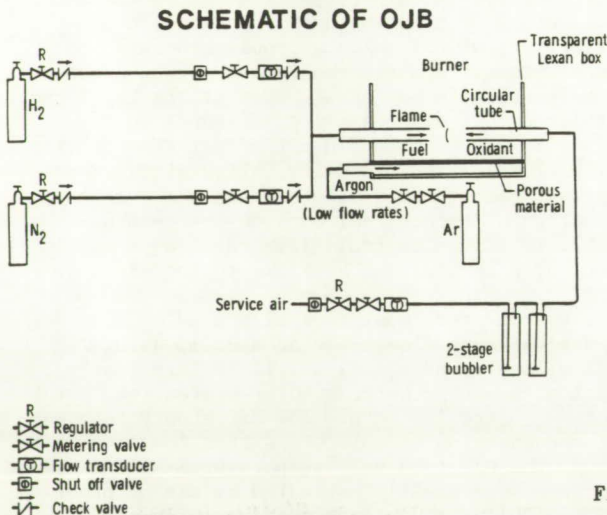 SCHEMATIC OF OJB
R
H2
R
N2
Burner
Transparent
Lexan box
Circular
tube
Flame
Fuel
Oxidant
Argon
(Low flow rates)
Porous
material
Ar
R
Service air
2-stage
bubbler
R
Regulator
Metering valve
Flow transducer
Shut off valve
Check valve
F